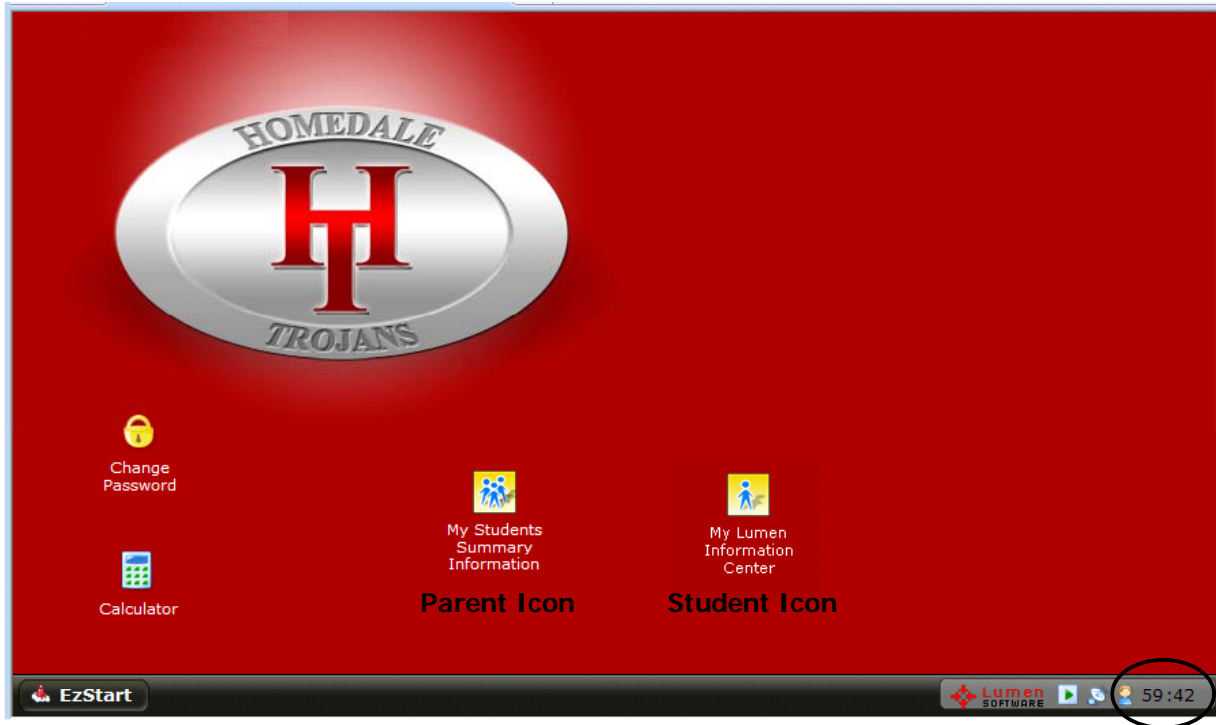 HOMEDALE
HT
TROJANS
Change
Password
My Students
Summary
Information
My Lumen
Information
Center
Calculator
Parent Icon
Student Icon
EzStart
Lumen
SOFTWARE
59:42